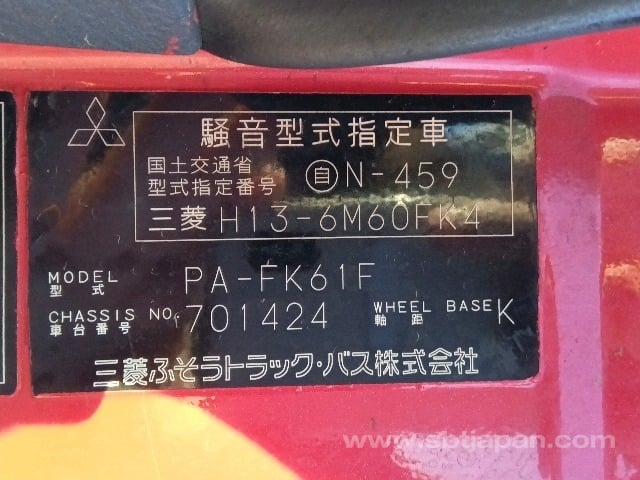 騒音型式指定車
国土交通省
型式指定番号 自N-459
三菱 H13-6M60FK4
MODEL
型式 PA-FK61F
CHASSIS NO.
車台番号 701424 WHEEL BASE
軸距 K
三菱ふそうトラック・バス株式会社
www.sbtjapan.com